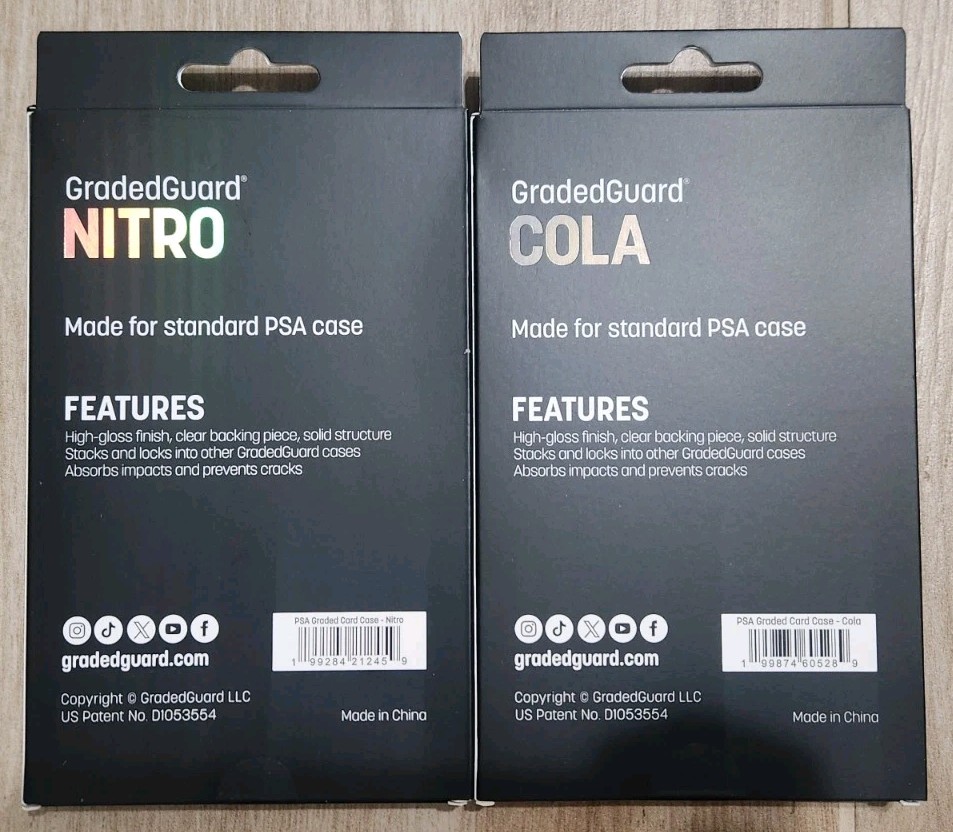 GradedGuard®
NITRO
Made for standard PSA case
FEATURES
High-gloss finish, clear backing piece, solid structure
Stacks and locks into other GradedGuard cases
Absorbs impacts and prevents cracks
gradedguard.com
PSA Graded Card Case - Nitro
1 99284 21245 9
Copyright © GradedGuard LLC
US Patent No. D1053554
Made in China
GradedGuard®
COLA
Made for standard PSA case
FEATURES
High-gloss finish, clear backing piece, solid structure
Stacks and locks into other GradedGuard cases
Absorbs impacts and prevents cracks
gradedguard.com
PSA Graded Card Case - Cola
1 99874 60528 9
Copyright © GradedGuard LLC
US Patent No. D1053554
Made in China